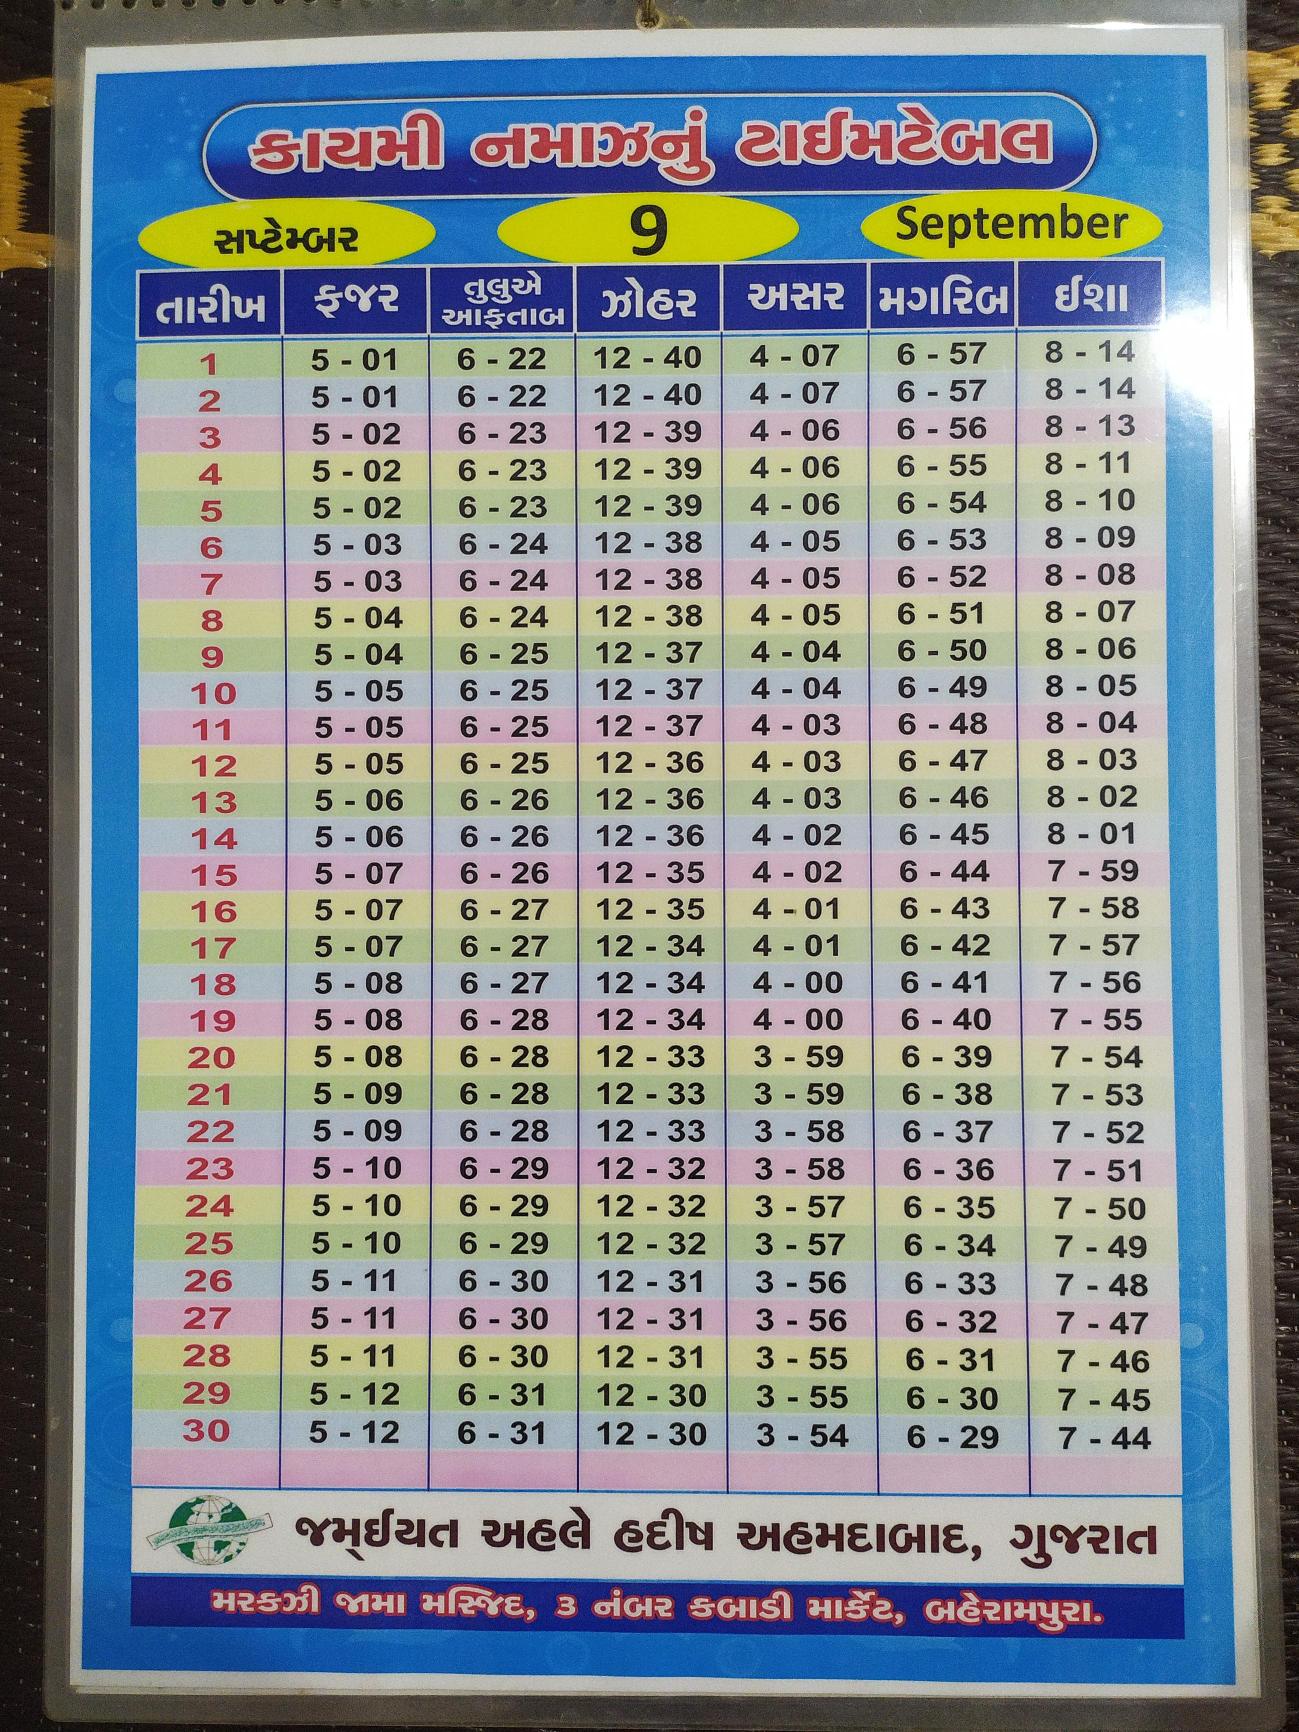 કાયમી નમાઝનું ટાઈમટેબલ
સપ્ટેમ્બર 9 September
તારીખ ફજર તુલુએ આફતાબ ઝોહર અસર મગરિબ ઈશા
1 5 - 01 6 - 22 12 - 40 4 - 07 6 - 57 8 - 14
2 5 - 01 6 - 22 12 - 40 4 - 07 6 - 57 8 - 14
3 5 - 02 6 - 23 12 - 39 4 - 06 6 - 56 8 - 13
4 5 - 02 6 - 23 12 - 39 4 - 06 6 - 55 8 - 11
5 5 - 02 6 - 23 12 - 39 4 - 06 6 - 54 8 - 10
6 5 - 03 6 - 24 12 - 38 4 - 05 6 - 53 8 - 09
7 5 - 03 6 - 24 12 - 38 4 - 05 6 - 52 8 - 08
8 5 - 04 6 - 24 12 - 38 4 - 05 6 - 51 8 - 07
9 5 - 04 6 - 25 12 - 37 4 - 04 6 - 50 8 - 06
10 5 - 05 6 - 25 12 - 37 4 - 04 6 - 49 8 - 05
11 5 - 05 6 - 25 12 - 37 4 - 03 6 - 48 8 - 04
12 5 - 05 6 - 25 12 - 36 4 - 03 6 - 47 8 - 03
13 5 - 06 6 - 26 12 - 36 4 - 03 6 - 46 8 - 02
14 5 - 06 6 - 26 12 - 36 4 - 02 6 - 45 8 - 01
15 5 - 07 6 - 26 12 - 35 4 - 02 6 - 44 7 - 59
16 5 - 07 6 - 27 12 - 35 4 - 01 6 - 43 7 - 58
17 5 - 07 6 - 27 12 - 34 4 - 01 6 - 42 7 - 57
18 5 - 08 6 - 27 12 - 34 4 - 00 6 - 41 7 - 56
19 5 - 08 6 - 28 12 - 34 4 - 00 6 - 40 7 - 55
20 5 - 08 6 - 28 12 - 33 3 - 59 6 - 39 7 - 54
21 5 - 09 6 - 28 12 - 33 3 - 59 6 - 38 7 - 53
22 5 - 09 6 - 28 12 - 33 3 - 58 6 - 37 7 - 52
23 5 - 10 6 - 29 12 - 32 3 - 58 6 - 36 7 - 51
24 5 - 10 6 - 29 12 - 32 3 - 57 6 - 35 7 - 50
25 5 - 10 6 - 29 12 - 32 3 - 57 6 - 34 7 - 49
26 5 - 11 6 - 30 12 - 31 3 - 56 6 - 33 7 - 48
27 5 - 11 6 - 30 12 - 31 3 - 56 6 - 32 7 - 47
28 5 - 11 6 - 30 12 - 31 3 - 55 6 - 31 7 - 46
29 5 - 12 6 - 31 12 - 30 3 - 55 6 - 30 7 - 45
30 5 - 12 6 - 31 12 - 30 3 - 54 6 - 29 7 - 44
જમ્ઈયત અહલે હદીષ અહમદાબાદ, ગુજરાત
મરકઝી જામા મસ્જિદ, ૩ નંબર કબાડી માર્કેટ, બહેરામપુરા.